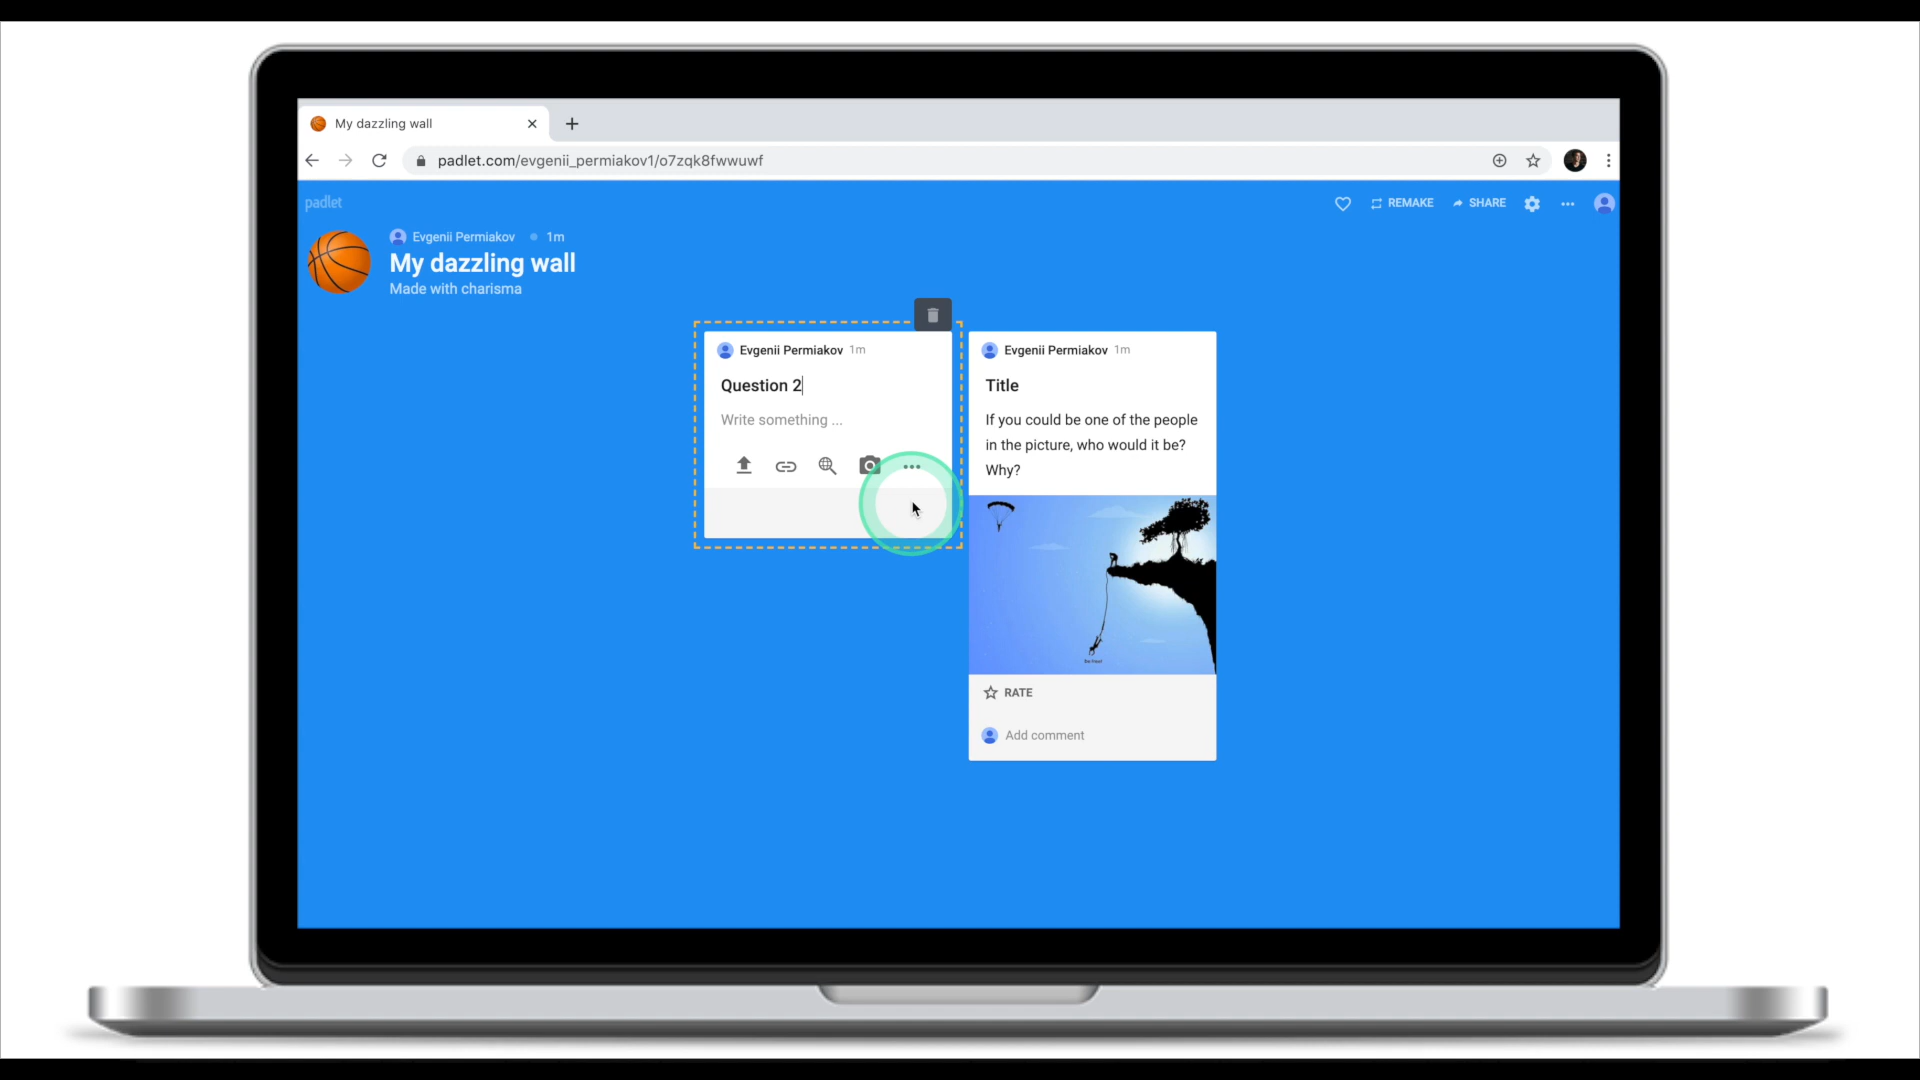 My dazzling wall
padlet.com/evgenii_permiakov1/o7zqk8fwwuwf
padlet
REMAKE
SHARE
Evgenii Permiakov 1m
My dazzling wall
Made with charisma
Evgenii Permiakov 1m
Question 2
Write something ...
Evgenii Permiakov 1m
Title
If you could be one of the people
in the picture, who would it be?
Why?
RATE
Add comment